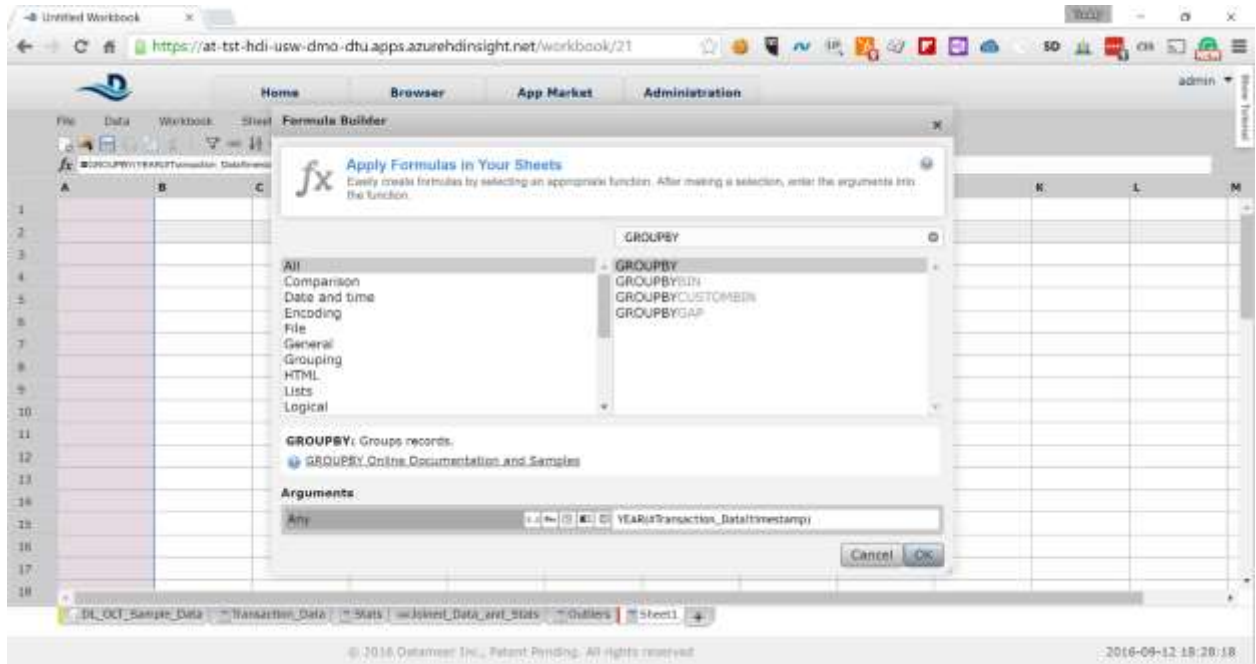 Untitled Workbook
https://at-tst-hdi-usw-dmo-dtu.apps.azurehdinsight.net/workbook/21
Home Browser App Market Administration
admin
File Data Workbook Sheet
Formula Builder
fx
Apply Formulas in Your Sheets
Easily create formulas by selecting an appropriate function. After making a selection, enter the arguments into
the function.
A B C K L M
GROUPBY
All
Comparison
Date and time
Encoding
File
General
Grouping
HTML
Lists
Logical
GROUPBY
GROUPBYBIN
GROUPBYCUSTOMBIN
GROUPBYGAP
GROUPBY: Groups records.
GROUPBY Online Documentation and Samples
Arguments
Any
YEAR(#Transaction_Data!timestamp)
Cancel OK
1
2
3
4
5
6
7
8
9
10
11
12
13
14
15
16
17
18
DL_OCT_Sample_Data Transaction_Data Stats Joined_Data_and_Stats Outliers Sheet1
© 2016 Datameer Inc., Patent Pending. All rights reserved
2016-09-12 18:28:18